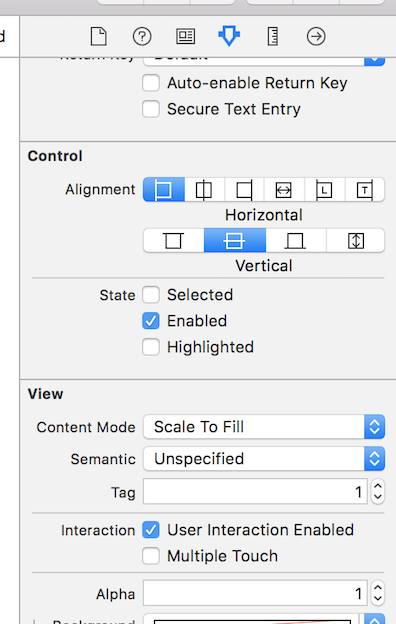 d
Return Key Default
Auto-enable Return Key
Secure Text Entry
Control
Alignment L T
Horizontal
Vertical
State Selected
Enabled
Highlighted
View
Content Mode Scale To Fill
Semantic Unspecified
Tag 1
Interaction User Interaction Enabled
Multiple Touch
Alpha 1
Background